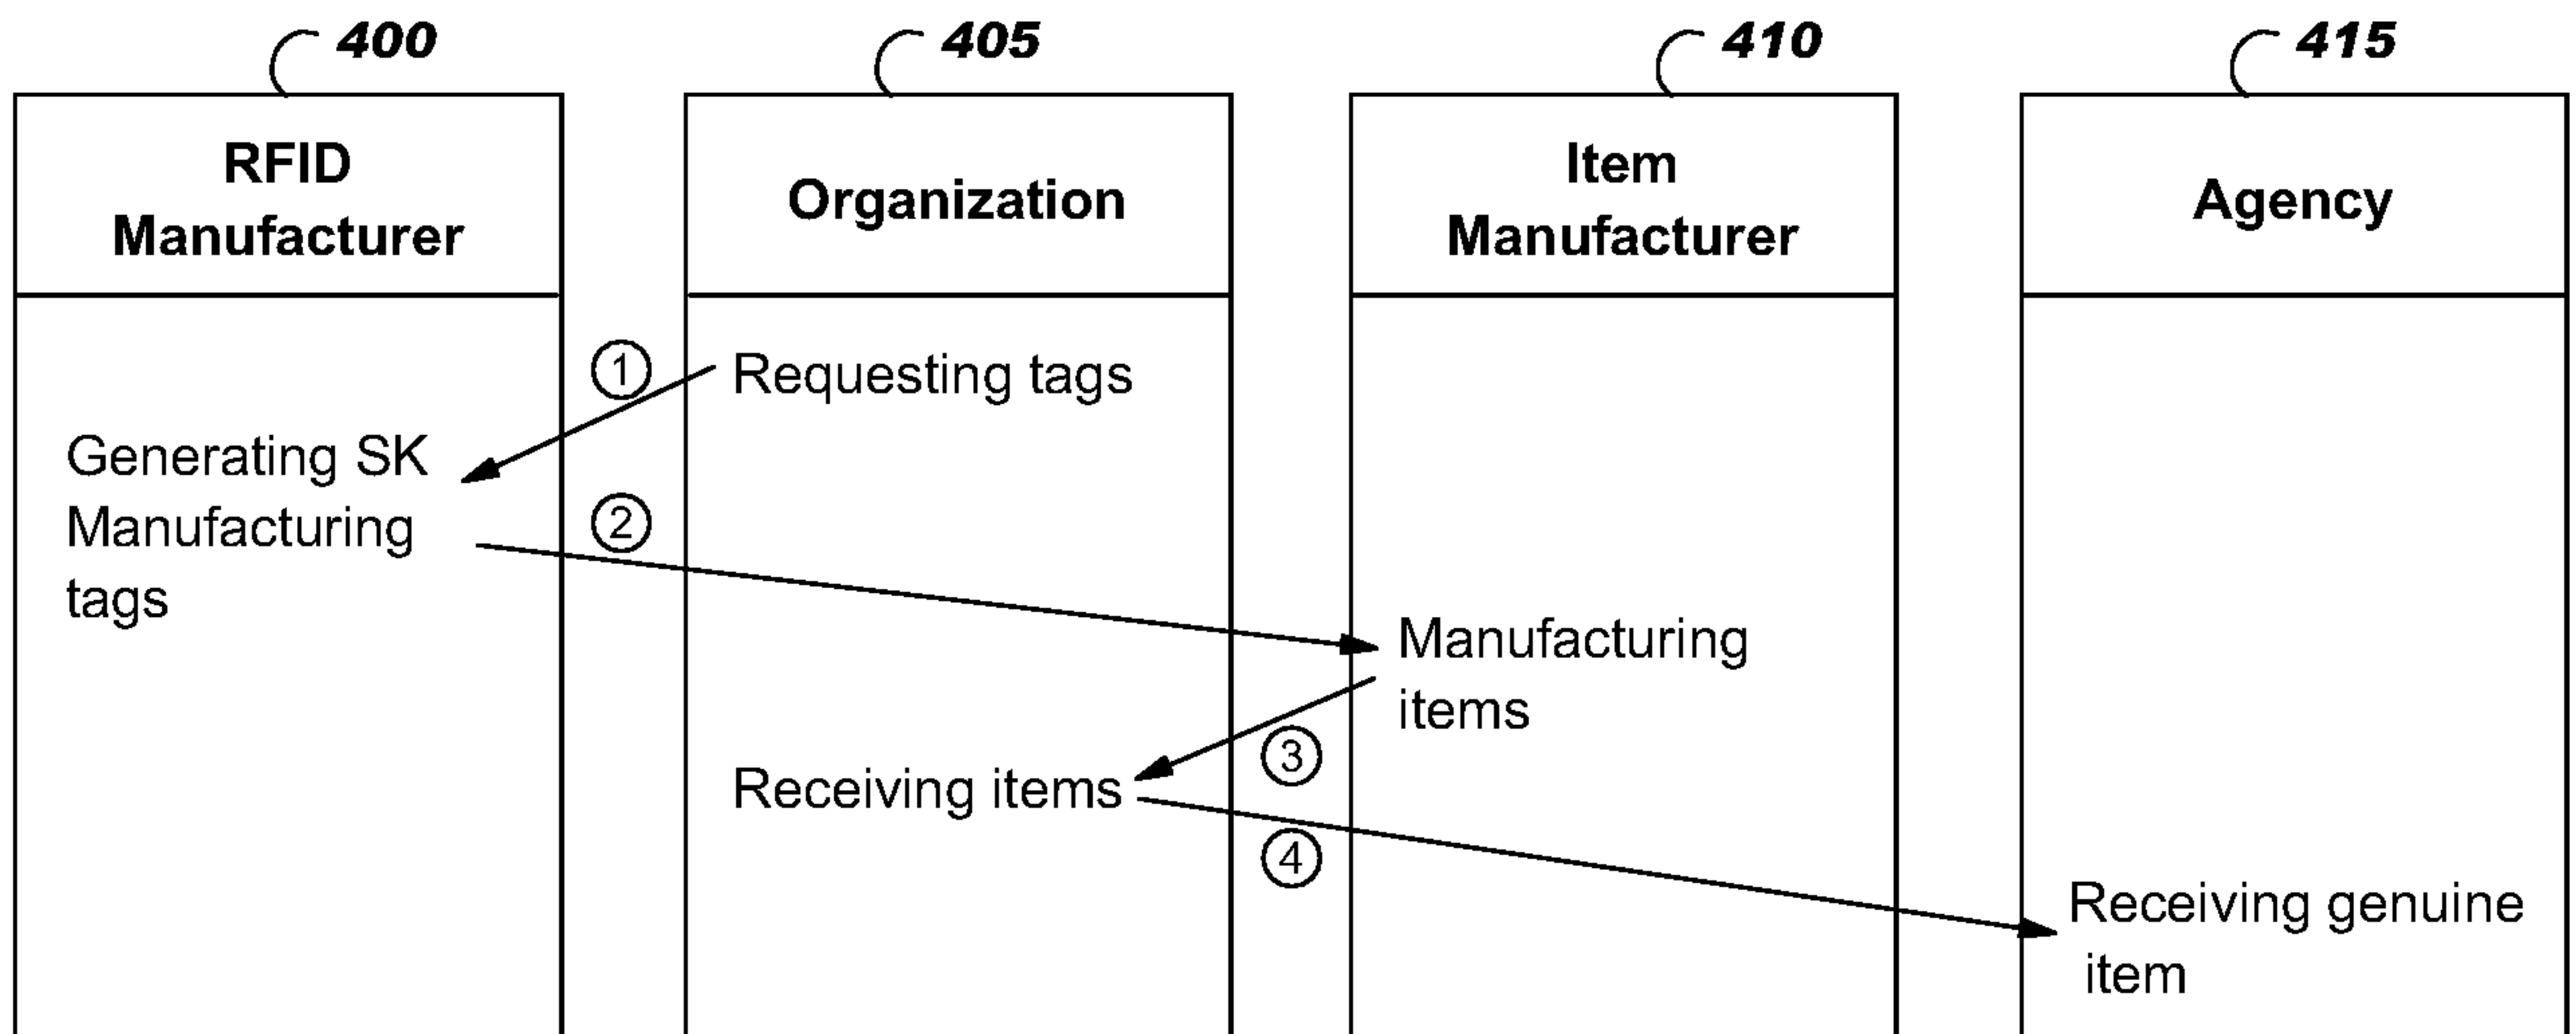 400
405
410
415
RFID
Manufacturer
Organization
Item
Manufacturer
Agency
1
Requesting tags
Generating SK
Manufacturing
tags
2
Manufacturing
items
3
Receiving items
4
Receiving genuine
item